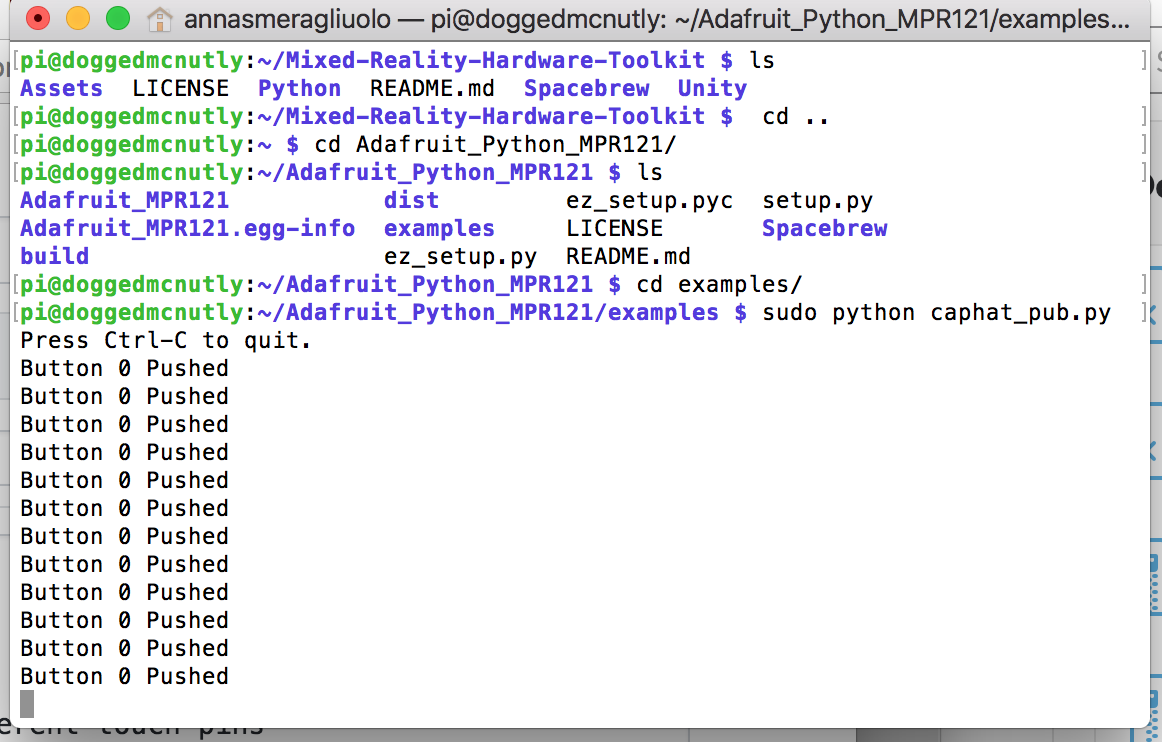 annasmeragliuolo — pi@doggedmcnutly: ~/Adafruit_Python_MPR121/examples...
[pi@doggedmcnutly:~/Mixed-Reality-Hardware-Toolkit $ ls ]
Assets LICENSE Python README.md Spacebrew Unity
[pi@doggedmcnutly:~/Mixed-Reality-Hardware-Toolkit $ cd .. ]
[pi@doggedmcnutly:~ $ cd Adafruit_Python_MPR121/ ]
[pi@doggedmcnutly:~/Adafruit_Python_MPR121 $ ls ]
Adafruit_MPR121 dist ez_setup.pyc setup.py
Adafruit_MPR121.egg-info examples LICENSE Spacebrew
build ez_setup.py README.md
[pi@doggedmcnutly:~/Adafruit_Python_MPR121 $ cd examples/ ]
[pi@doggedmcnutly:~/Adafruit_Python_MPR121/examples $ sudo python caphat_pub.py ]
Press Ctrl-C to quit.
Button 0 Pushed
Button 0 Pushed
Button 0 Pushed
Button 0 Pushed
Button 0 Pushed
Button 0 Pushed
Button 0 Pushed
Button 0 Pushed
Button 0 Pushed
Button 0 Pushed
Button 0 Pushed
Button 0 Pushed
touch pins